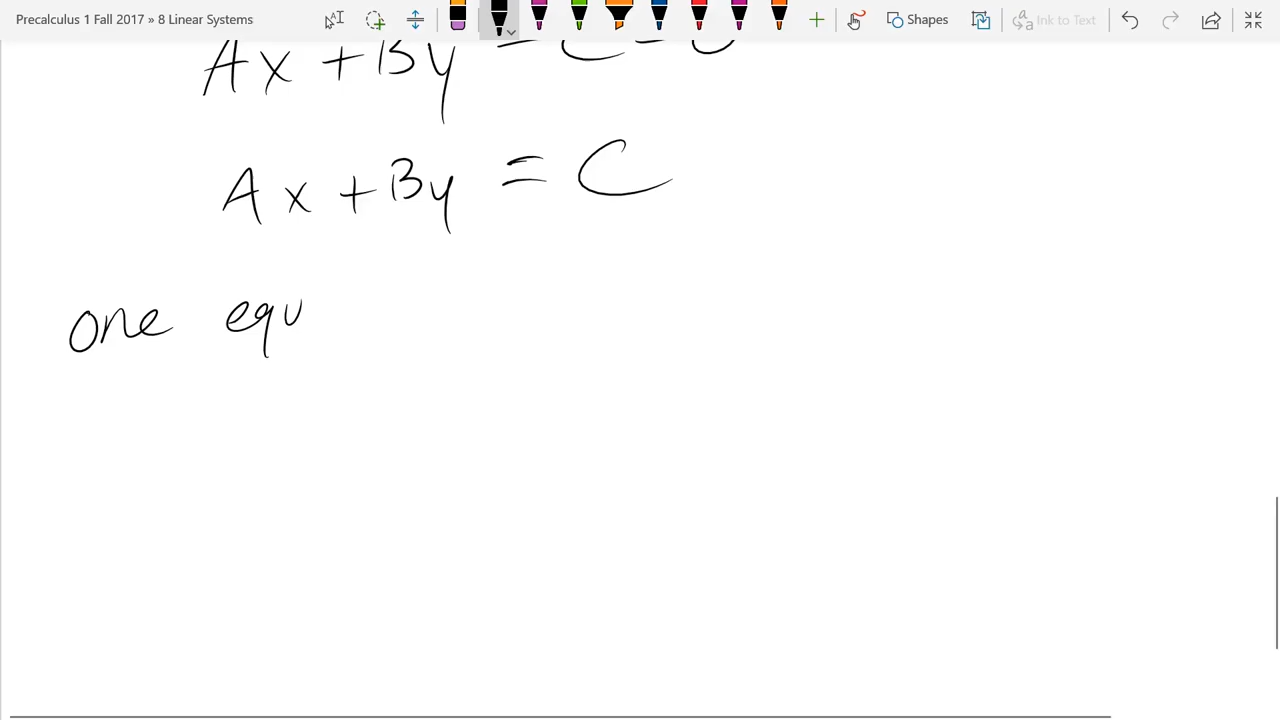 Precalculus 1 Fall 2017 » 8 Linear Systems
Shapes
Ink to Text
Ax + By =
Ax + By = C
one equ